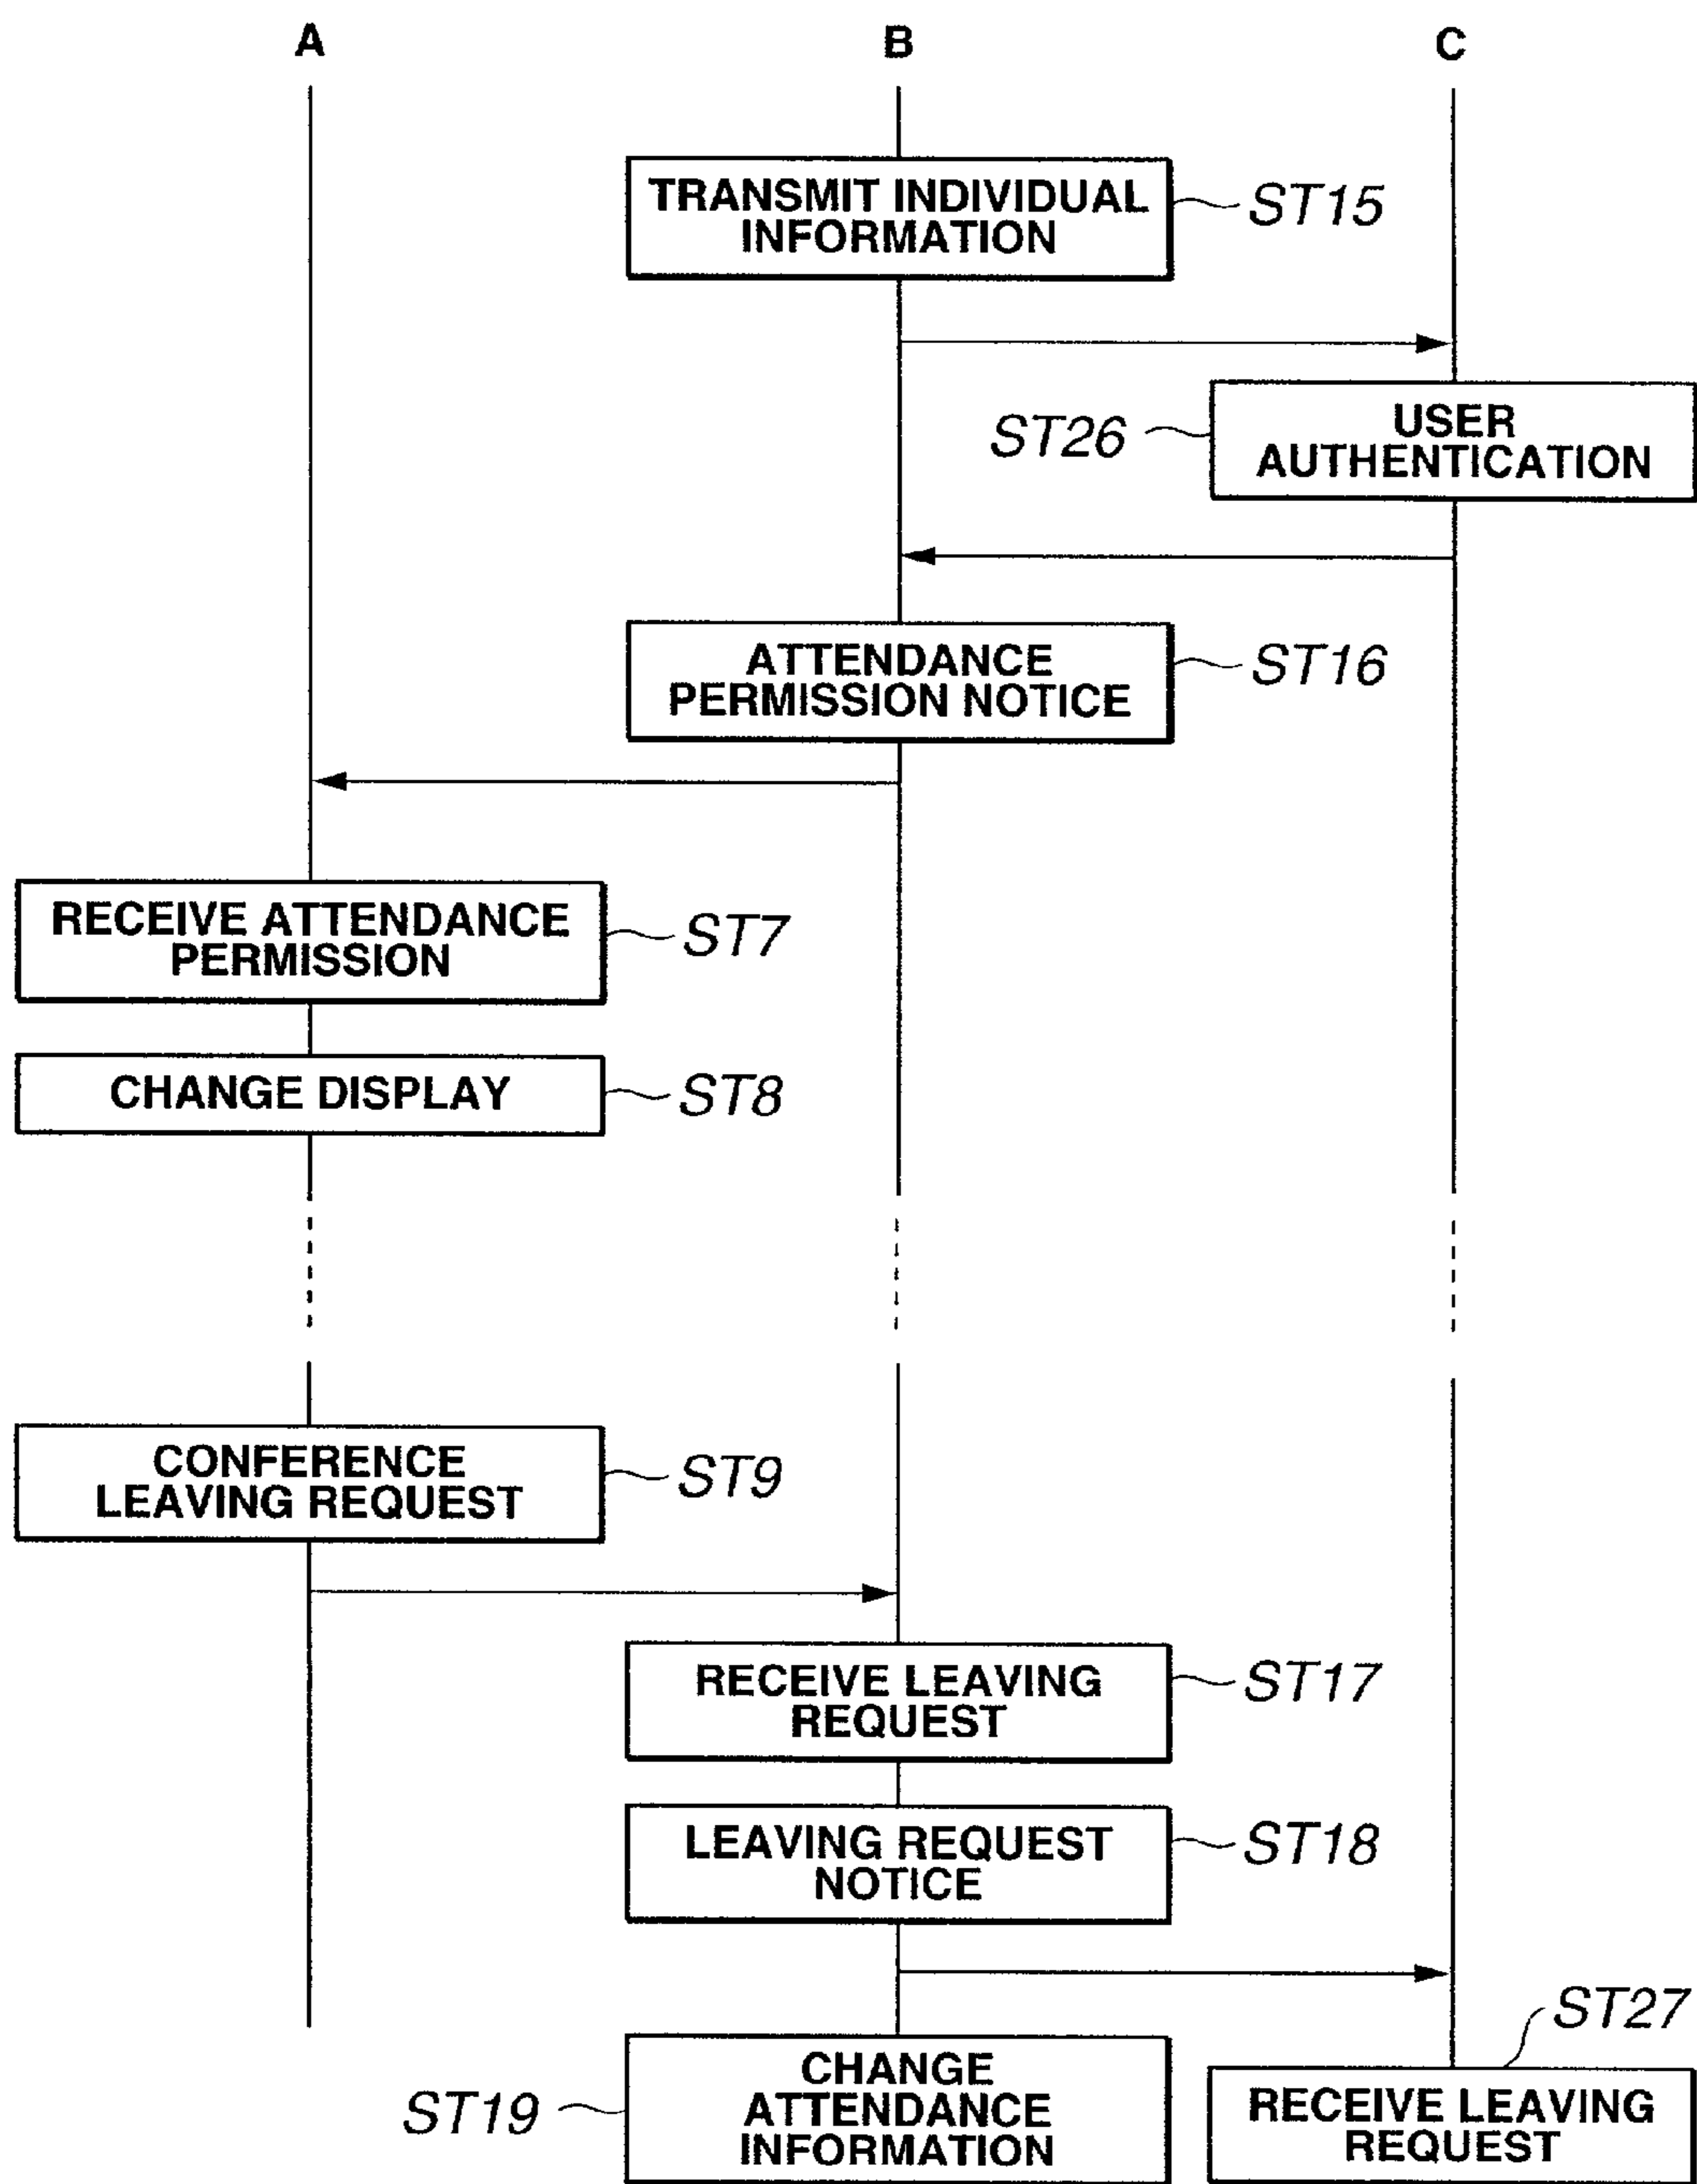 A
B
C
TRANSMIT INDIVIDUAL
INFORMATION
ST15
ST26
USER
AUTHENTICATION
ATTENDANCE
PERMISSION NOTICE
ST16
RECEIVE ATTENDANCE
PERMISSION
ST7
CHANGE DISPLAY
ST8
CONFERENCE
LEAVING REQUEST
ST9
RECEIVE LEAVING
REQUEST
ST17
LEAVING REQUEST
NOTICE
ST18
ST27
ST19
CHANGE
ATTENDANCE
INFORMATION
RECEIVE LEAVING
REQUEST